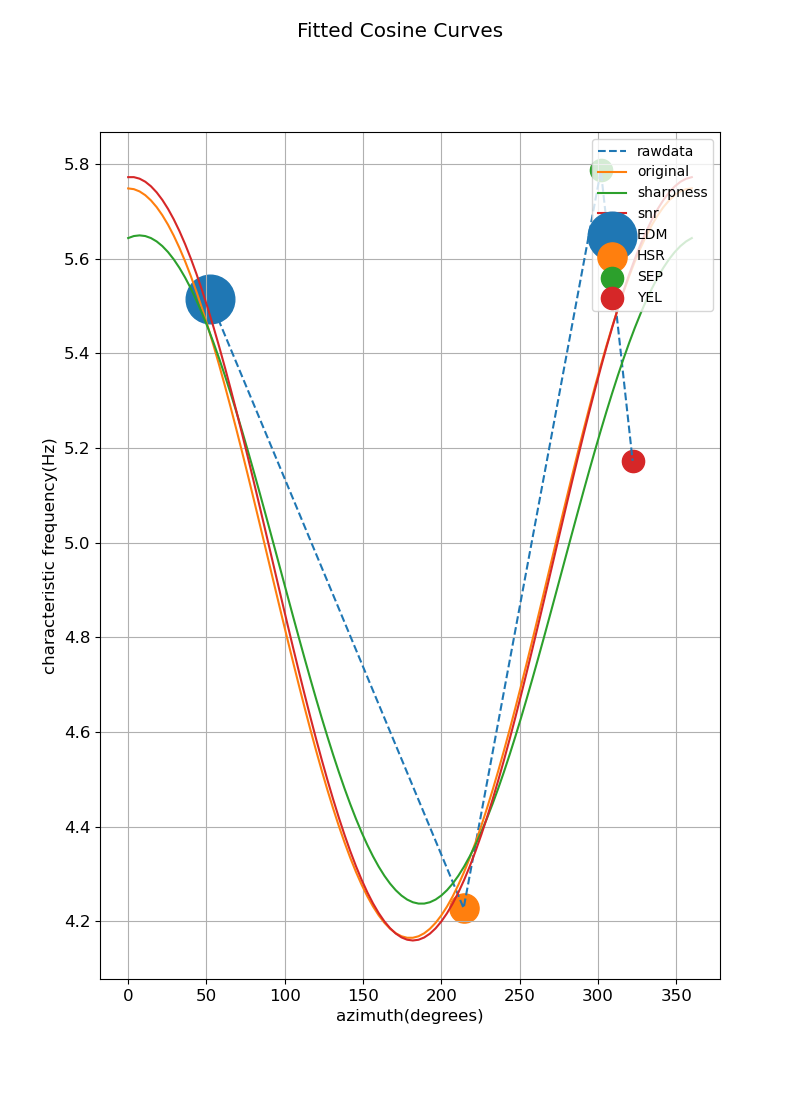 Fitted Cosine Curves
rawdata
original
sharpness
snr
EDM
HSR
SEP
YEL
5.8
5.6
5.4
5.2
5.0
4.8
4.6
4.4
4.2
characteristic frequency(Hz)
0 50 100 150 200 250 300 350
azimuth(degrees)